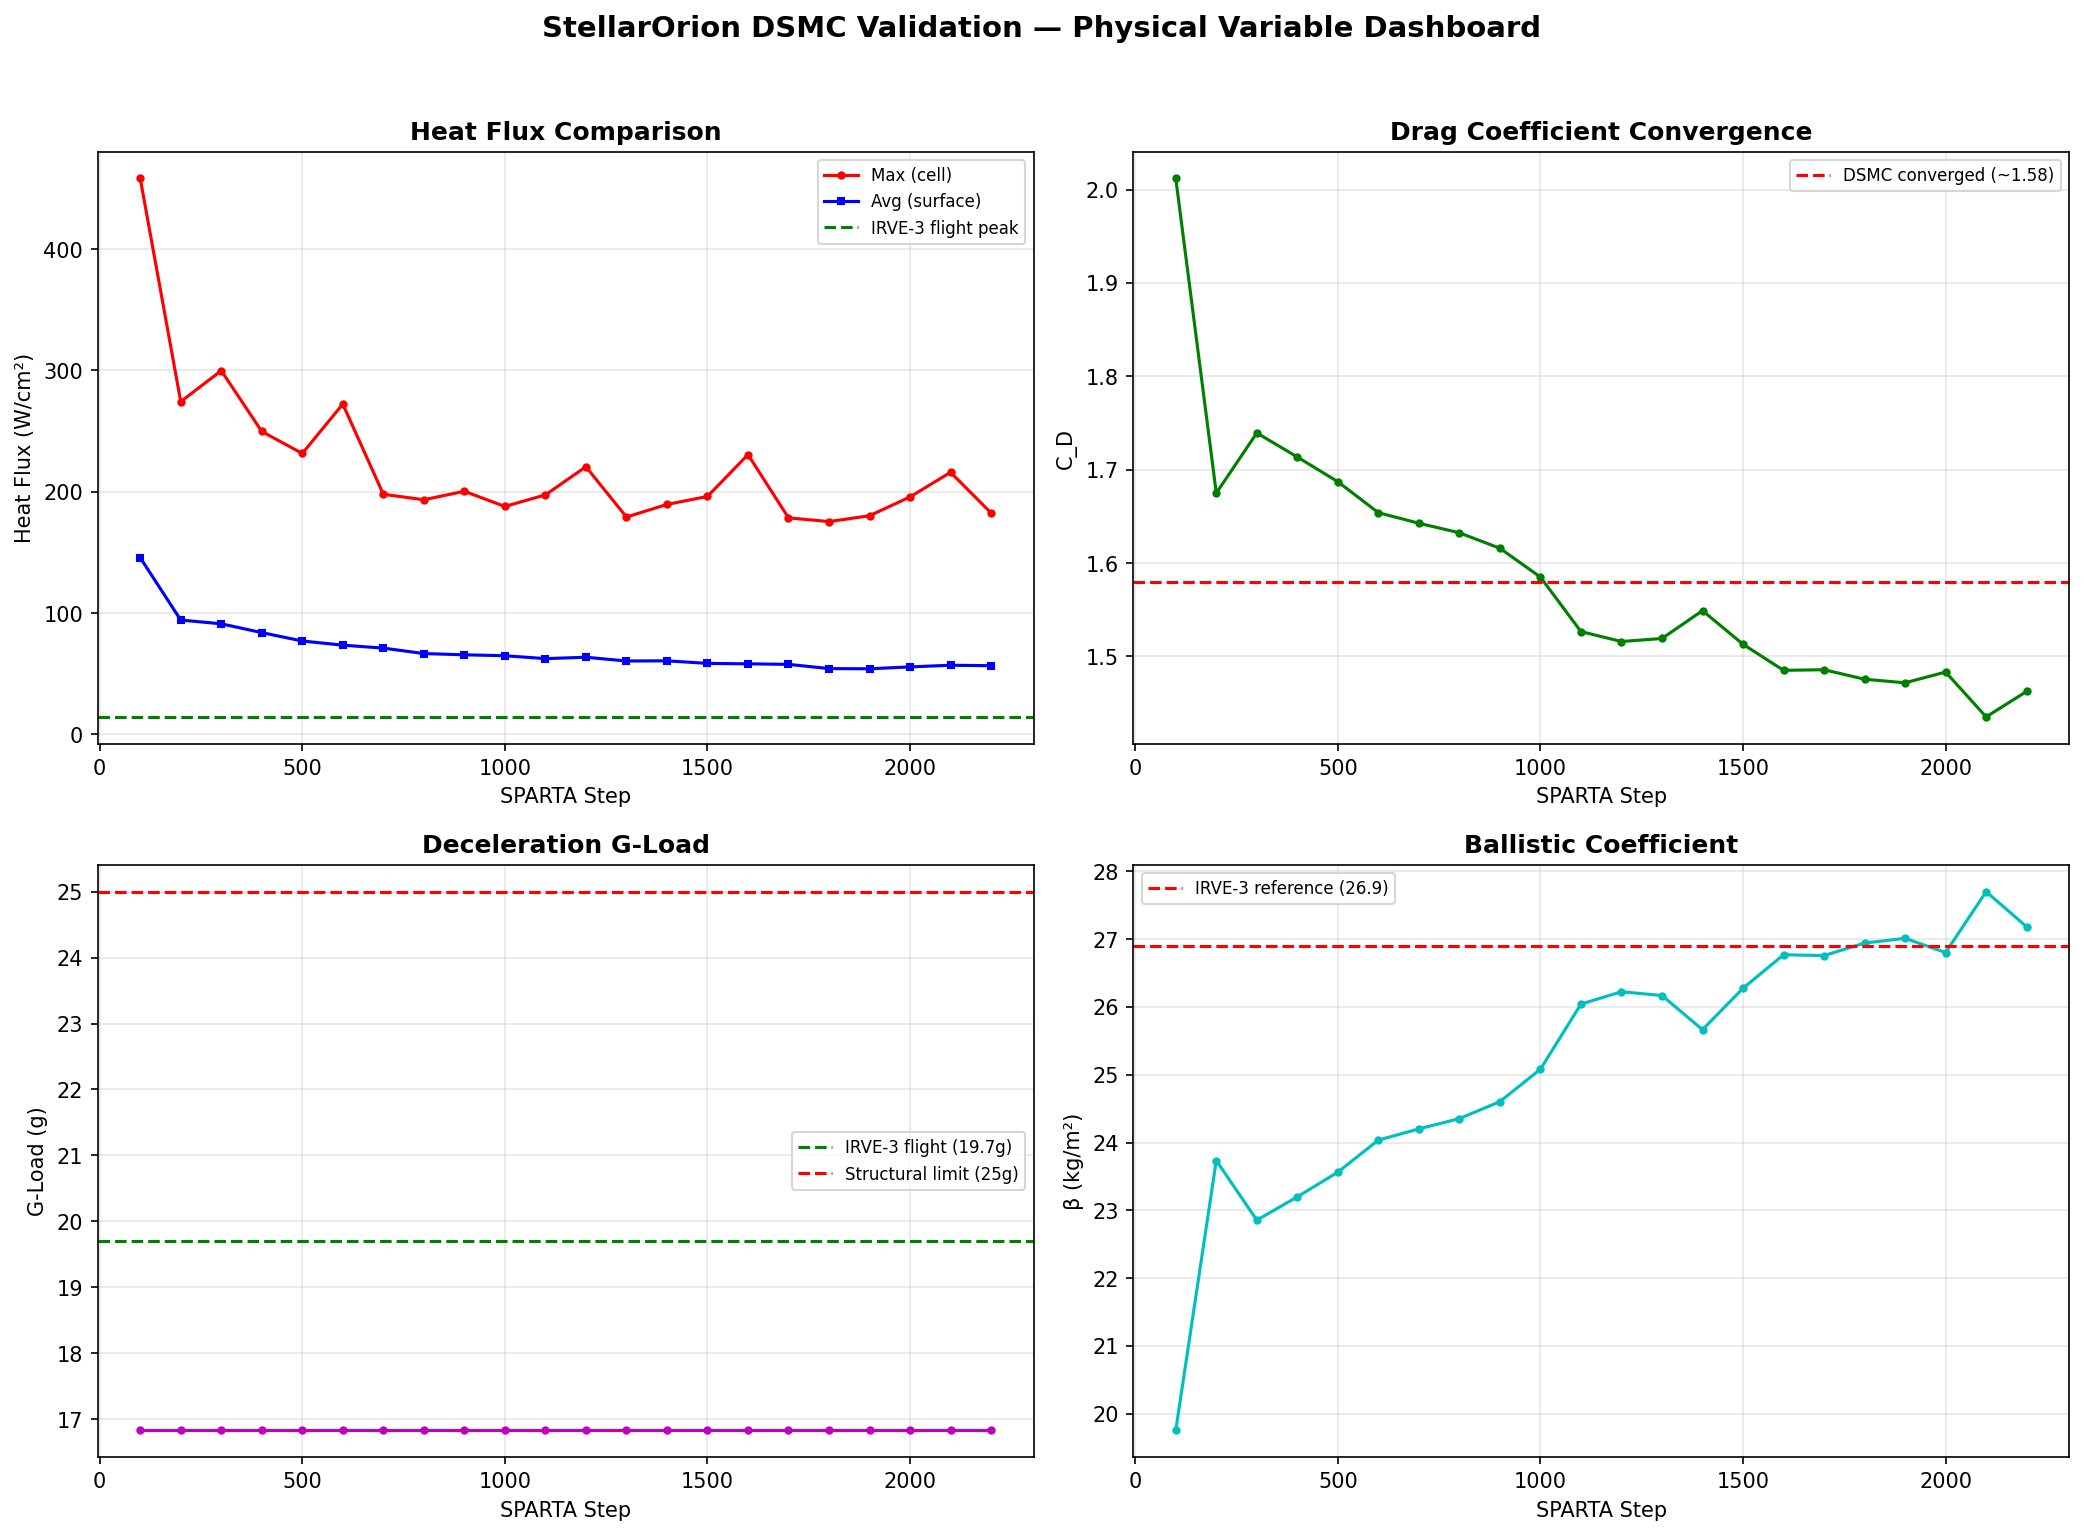 StellarOrion DSMC Validation — Physical Variable Dashboard
Heat Flux Comparison
Heat Flux (W/cm²)
400
300
200
100
0
Max (cell)
Avg (surface)
IRVE-3 flight peak
0 500 1000 1500 2000
SPARTA Step
Drag Coefficient Convergence
C_D
2.0
1.9
1.8
1.7
1.6
1.5
DSMC converged (~1.58)
0 500 1000 1500 2000
SPARTA Step
Deceleration G-Load
G-Load (g)
25
24
23
22
21
20
19
18
17
IRVE-3 flight (19.7g)
Structural limit (25g)
0 500 1000 1500 2000
SPARTA Step
Ballistic Coefficient
β (kg/m²)
28
27
26
25
24
23
22
21
20
IRVE-3 reference (26.9)
0 500 1000 1500 2000
SPARTA Step